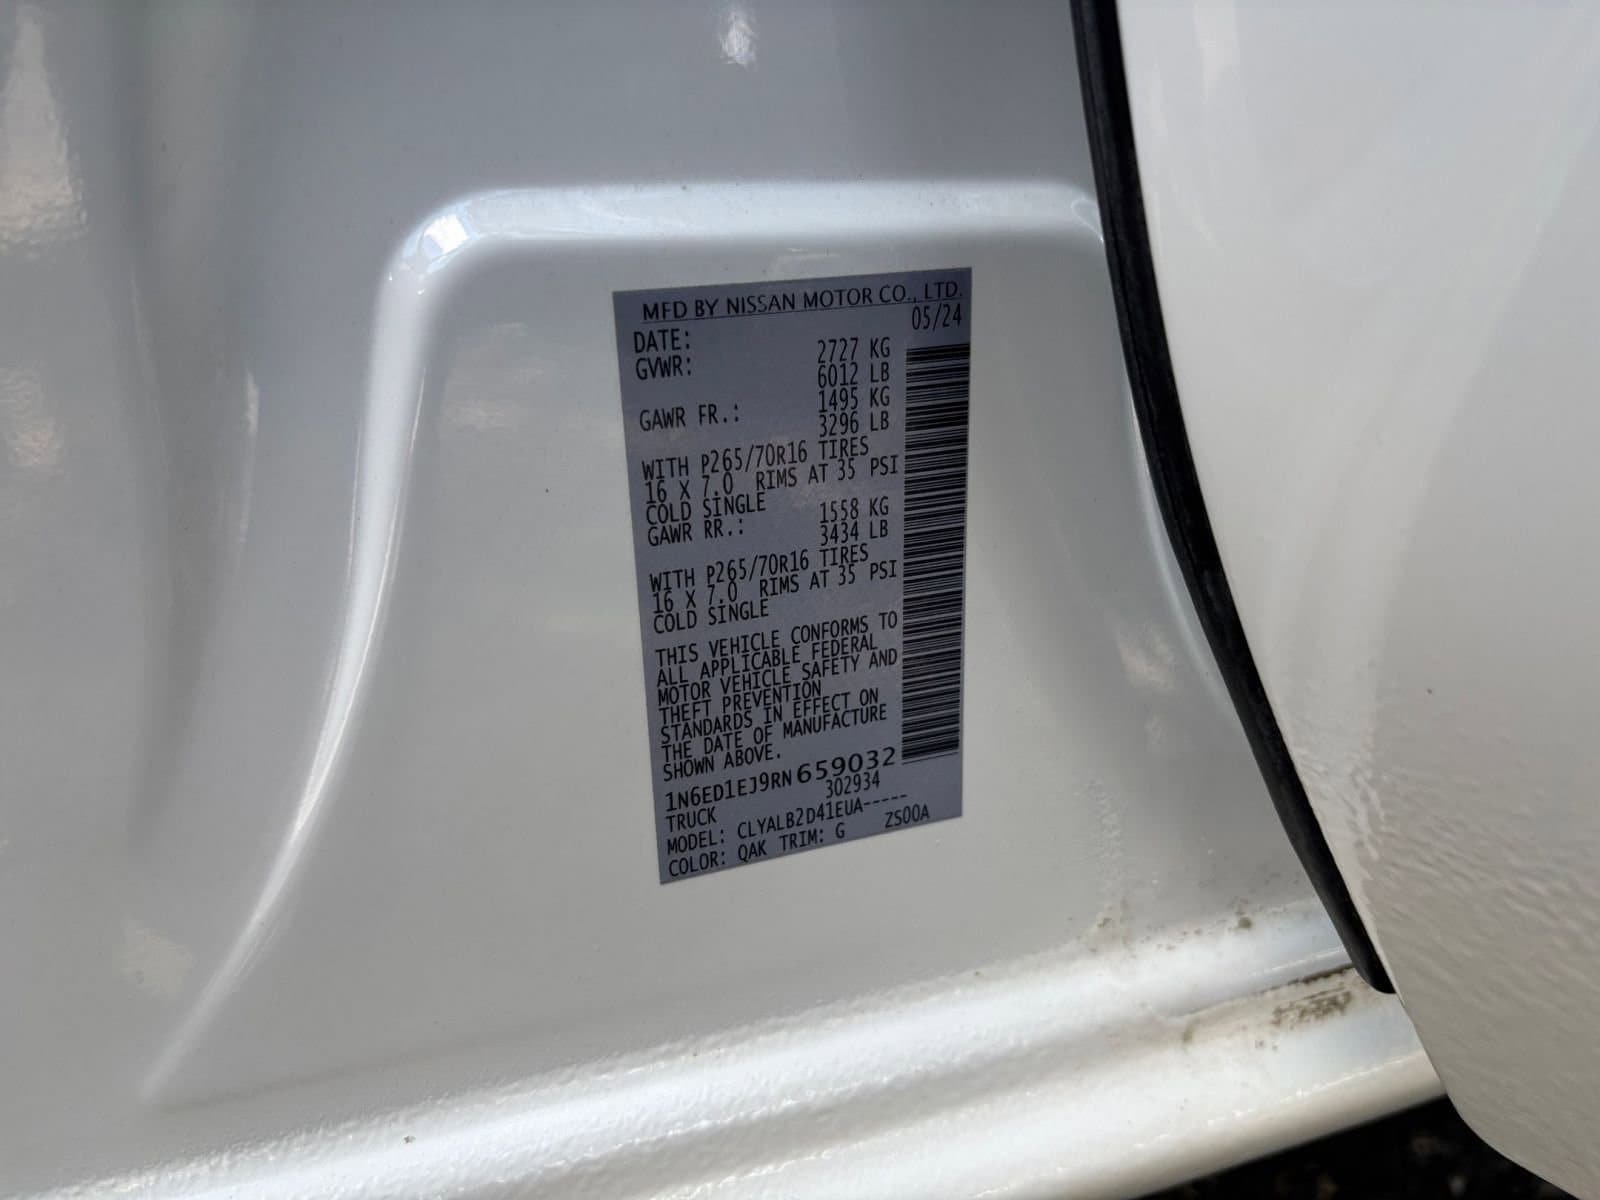 MFD BY NISSAN MOTOR CO., LTD.
DATE: 05/24
GVWR: 2727 KG
6012 LB
GAWR FR.: 1495 KG
3296 LB
WITH P265/70R16 TIRES
16 X 7.0 RIMS AT 35 PSI
COLD SINGLE
GAWR RR.: 1558 KG
3434 LB
WITH P265/70R16 TIRES
16 X 7.0 RIMS AT 35 PSI
COLD SINGLE
THIS VEHICLE CONFORMS TO
ALL APPLICABLE FEDERAL
MOTOR VEHICLE SAFETY AND
THEFT PREVENTION
STANDARDS IN EFFECT ON
THE DATE OF MANUFACTURE
SHOWN ABOVE.
1N6ED1EJ9RN659032
TRUCK 302934
MODEL: CLYALB2D41EUA-----
COLOR: QAK TRIM: G ZS00A